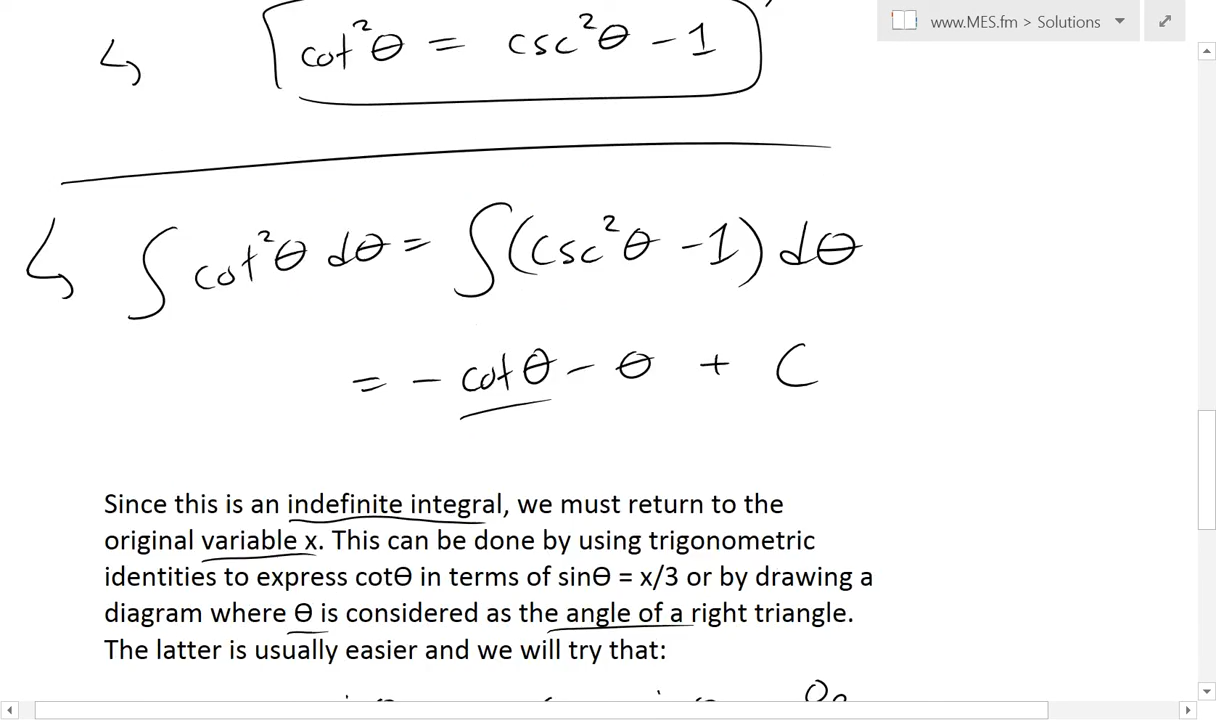 www.MES.fm > Solutions
↳ cot²θ = csc²θ - 1
↳ ∫ cot²θ dθ = ∫ (csc²θ - 1) dθ
= - cot θ - θ + C
Since this is an indefinite integral, we must return to the
original variable x. This can be done by using trigonometric
identities to express cotθ in terms of sinθ = x/3 or by drawing a
diagram where θ is considered as the angle of a right triangle.
The latter is usually easier and we will try that: